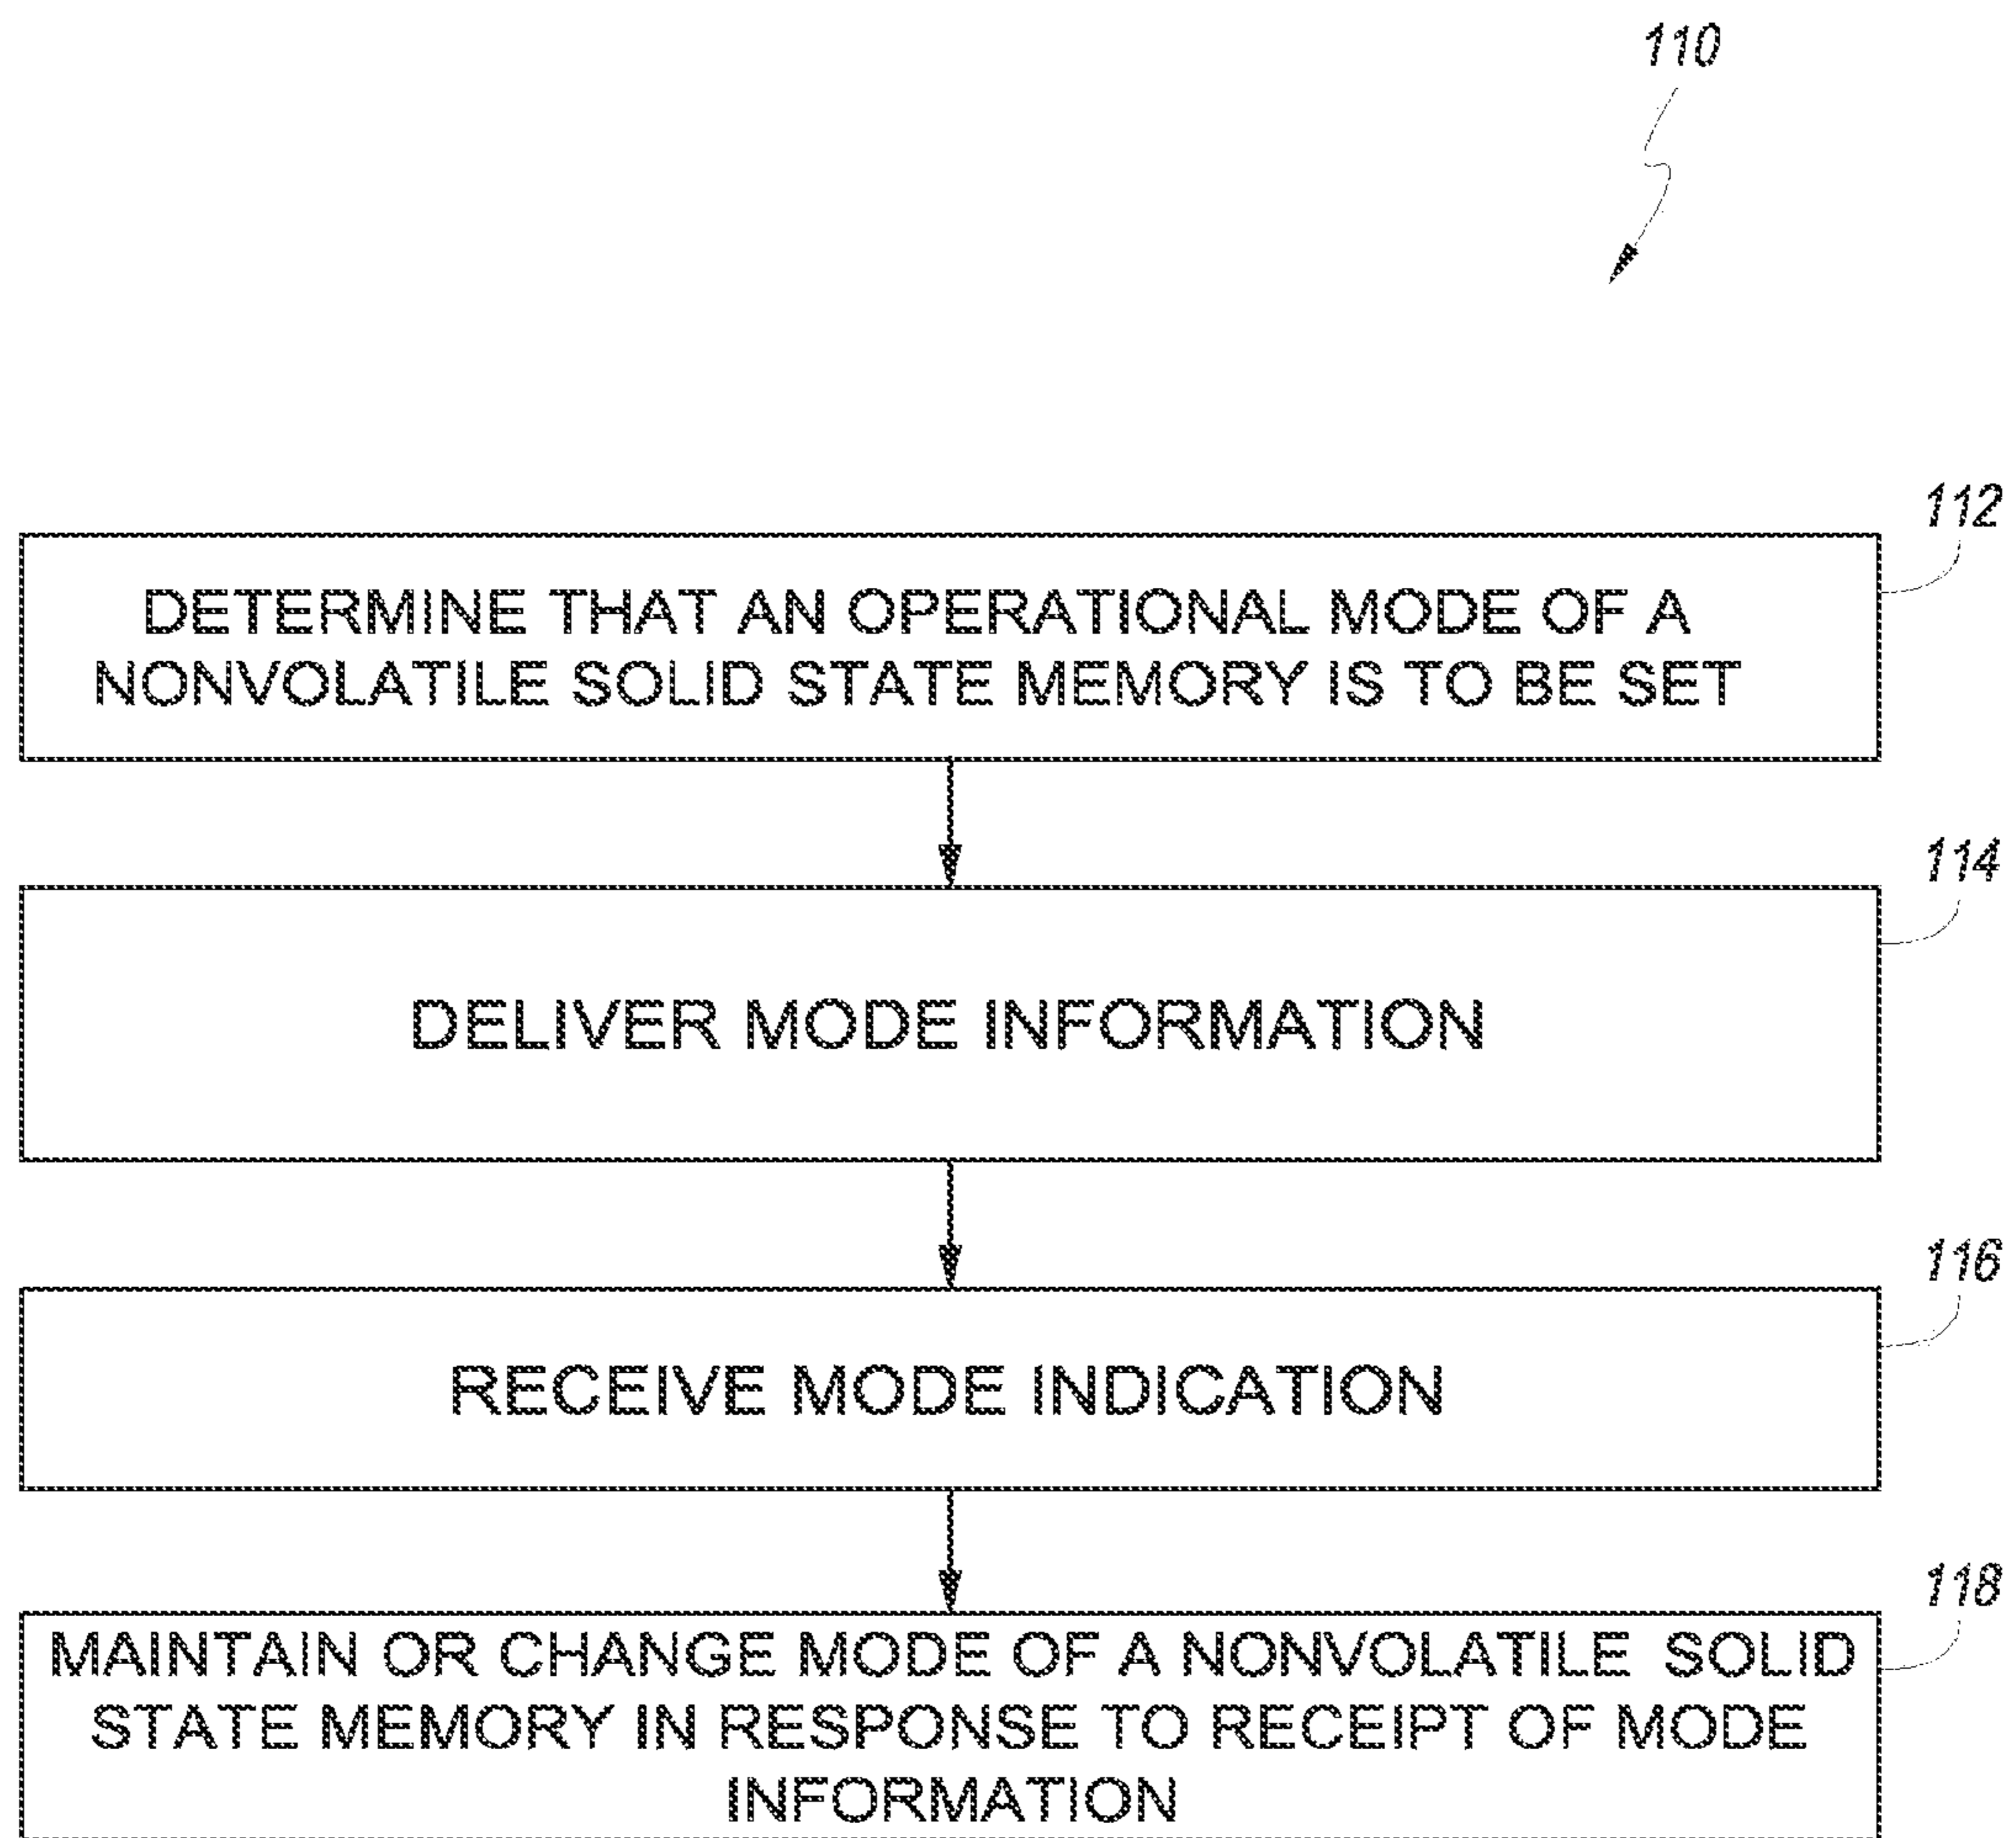 110
112
DETERMINE THAT AN OPERATIONAL MODE OF A
NONVOLATILE SOLID STATE MEMORY IS TO BE SET
114
DELIVER MODE INFORMATION
116
RECEIVE MODE INDICATION
118
MAINTAIN OR CHANGE MODE OF A NONVOLATILE SOLID
STATE MEMORY IN RESPONSE TO RECEIPT OF MODE
INFORMATION